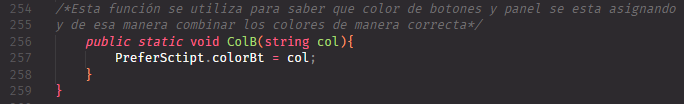 254 /*Esta función se utiliza para saber que color de botones y panel se esta asignando
255 y de esa manera combinar los colores de manera correcta*/
256 public static void ColB(string col){
257 PreferSctipt.colorBt = col;
258 }
259 }